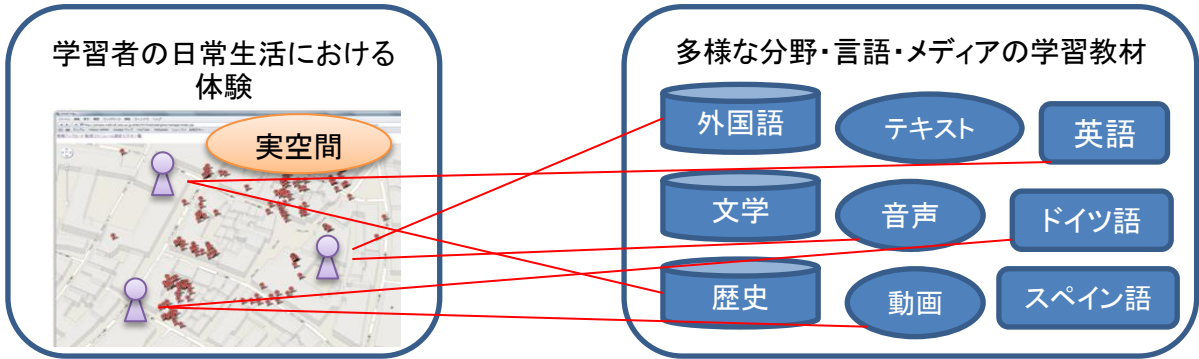 学習者の日常生活における
体験
実空間
多様な分野・言語・メディアの学習教材
外国語
テキスト
英語
文学
音声
ドイツ語
歴史
動画
スペイン語